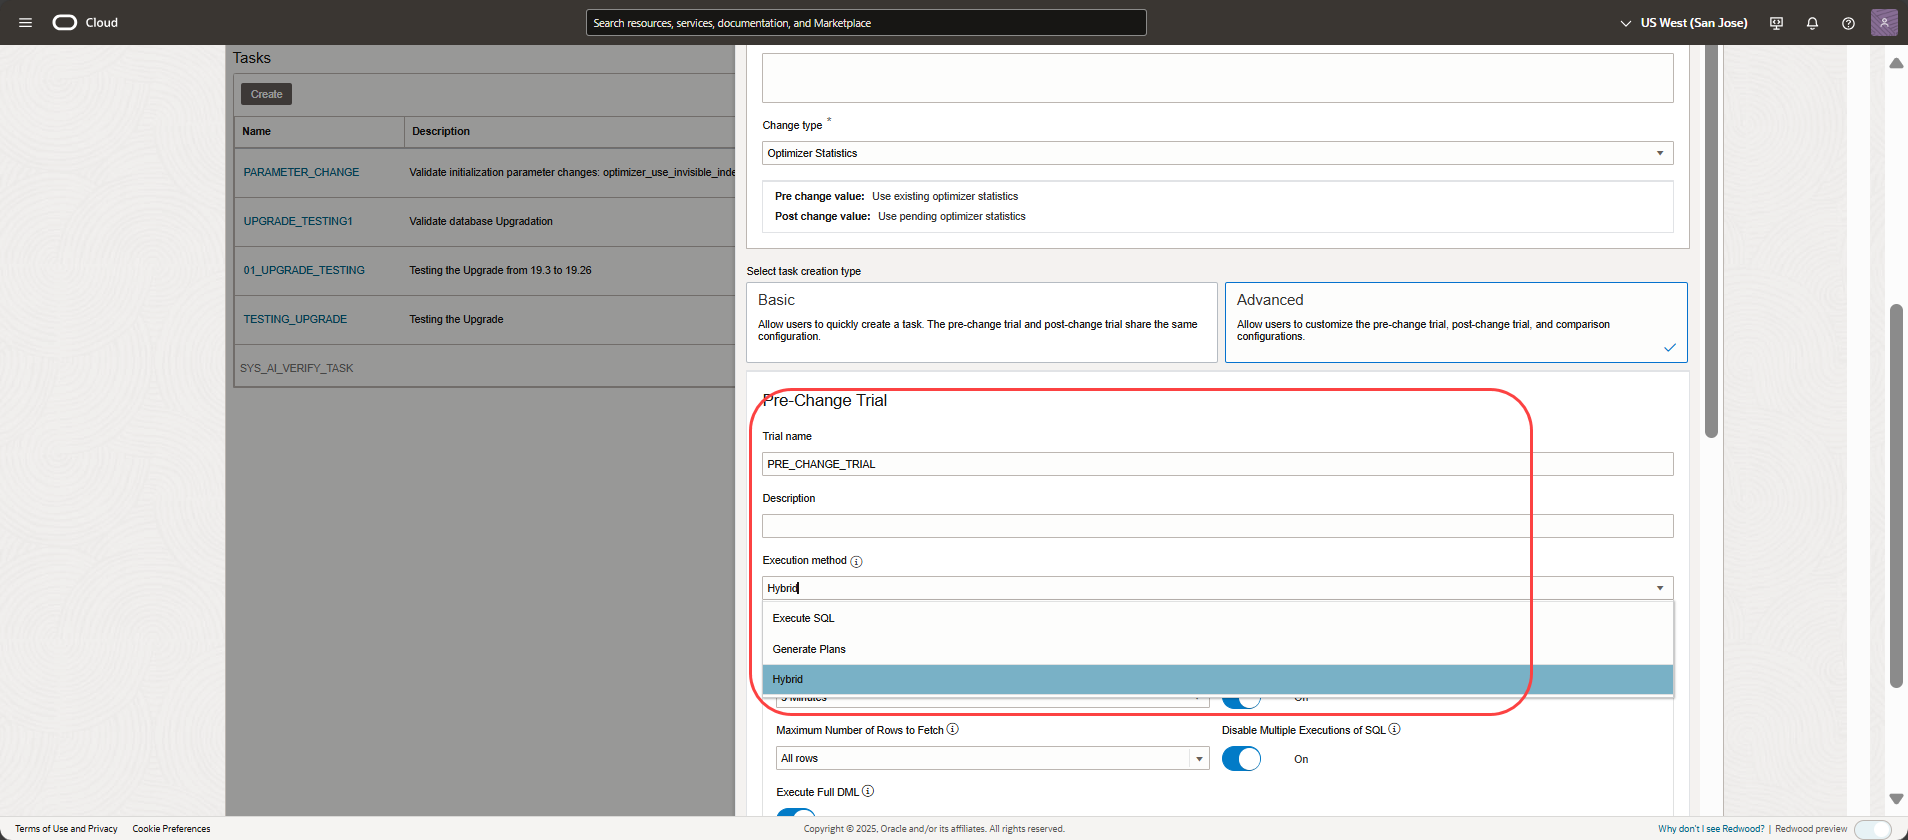 Cloud
Search resources, services, documentation, and Marketplace
US West (San Jose)
Tasks
Create
Name Description
PARAMETER_CHANGE Validate initialization parameter changes: optimizer_use_invisible_inde
UPGRADE_TESTING1 Validate database Upgradation
01_UPGRADE_TESTING Testing the Upgrade from 19.3 to 19.26
TESTING_UPGRADE Testing the Upgrade
SYS_AI_VERIFY_TASK
Change type *
Optimizer Statistics
Pre change value: Use existing optimizer statistics
Post change value: Use pending optimizer statistics
Select task creation type
Basic
Allow users to quickly create a task. The pre-change trial and post-change trial share the same
configuration.
Advanced
Allow users to customize the pre-change trial, post-change trial, and comparison
configurations.
Pre-Change Trial
Trial name
PRE_CHANGE_TRIAL
Description
Execution method
Hybrid
Execute SQL
Generate Plans
Hybrid
5 Minutes On
Maximum Number of Rows to Fetch Disable Multiple Executions of SQL
All rows On
Execute Full DML
Terms of Use and Privacy Cookie Preferences
Copyright © 2025, Oracle and/or its affiliates. All rights reserved.
Why don't I see Redwood? | Redwood preview